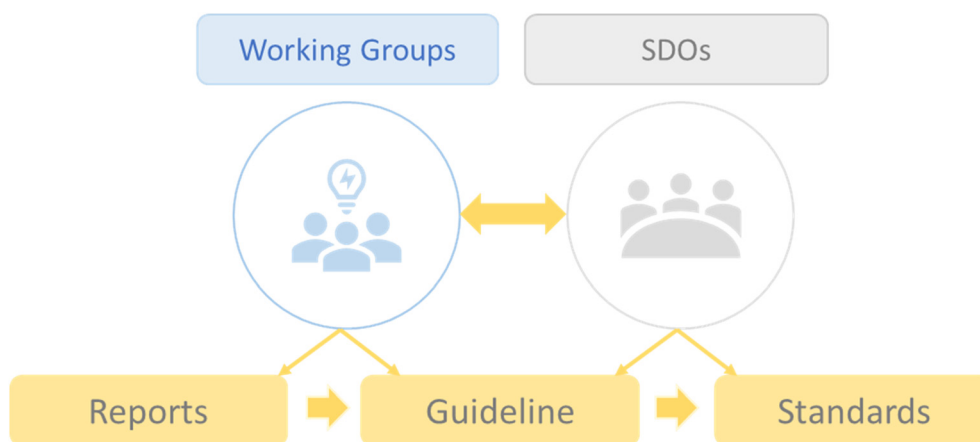 Working Groups
SDOs
Reports
Guideline
Standards